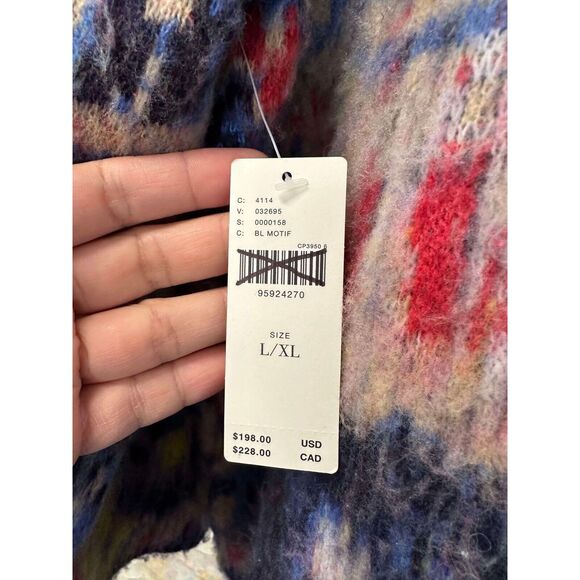 C: 4114
V: 032695
S: 0000158
C: BL MOTIF
CP3950 6
95924270
SIZE
L/XL
$198.00 USD
$228.00 CAD